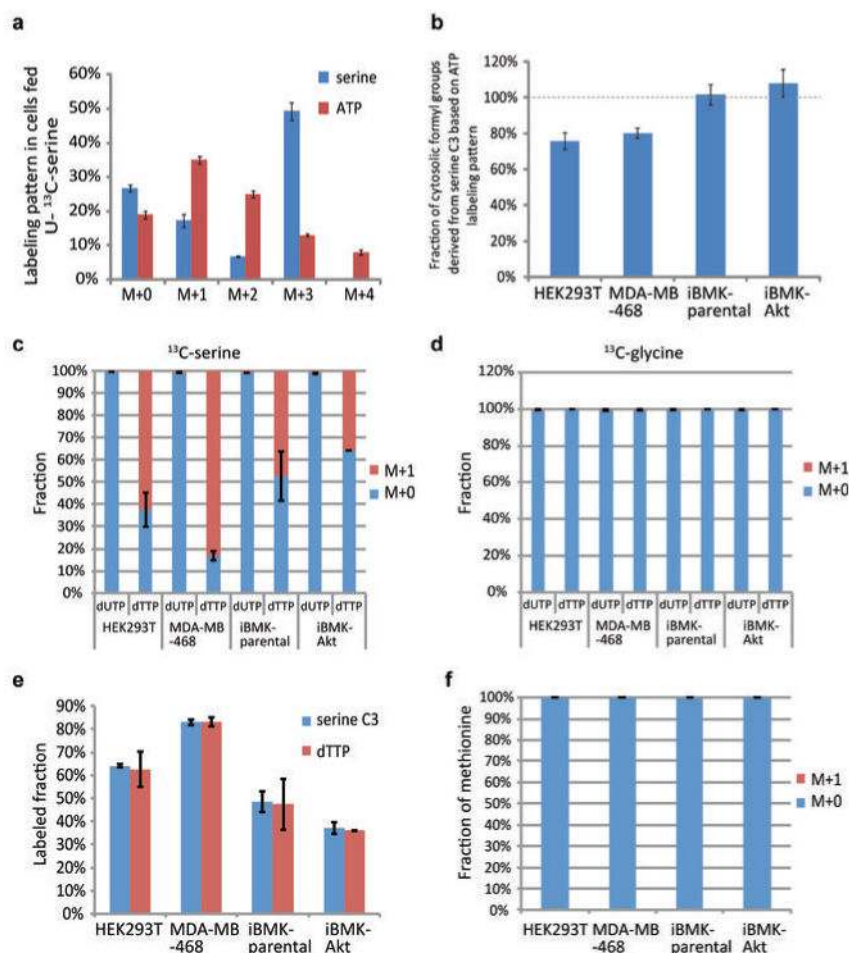 a
Labeling pattern in cells fed
U- ¹³C-serine
60%
50%
40%
30%
20%
10%
0%
serine
ATP
M+0 M+1 M+2 M+3 M+4
b
Fraction of cytosolic formyl groups
derived from serine C3 based on ATP
lalbeling pattern
120%
100%
80%
60%
40%
20%
0%
HEK293T MDA-MB iBMK- iBMK-
-468 parental Akt
c
¹³C-serine
Fraction
100%
90%
80%
70%
60%
50%
40%
30%
20%
10%
0%
M+1
M+0
dUTP dTTP dUTP dTTP dUTP dTTP dUTP dTTP
HEK293T MDA-MB iBMK- iBMK-
-468 parental Akt
d
¹³C-glycine
Fraction
120%
100%
80%
60%
40%
20%
0%
M+1
M+0
dUTP dTTP dUTP dTTP dUTP dTTP dUTP dTTP
HEK293T MDA-MB iBMK- iBMK-
-468 parental Akt
e
Labeled fraction
90%
80%
70%
60%
50%
40%
30%
20%
10%
0%
serine C3
dTTP
HEK293T MDA-MB iBMK- iBMK-
-468 parental Akt
f
Fraction of methionine
100%
90%
80%
70%
60%
50%
40%
30%
20%
10%
0%
M+1
M+0
HEK293T MDA-MB iBMK- iBMK-
-468 parental Akt